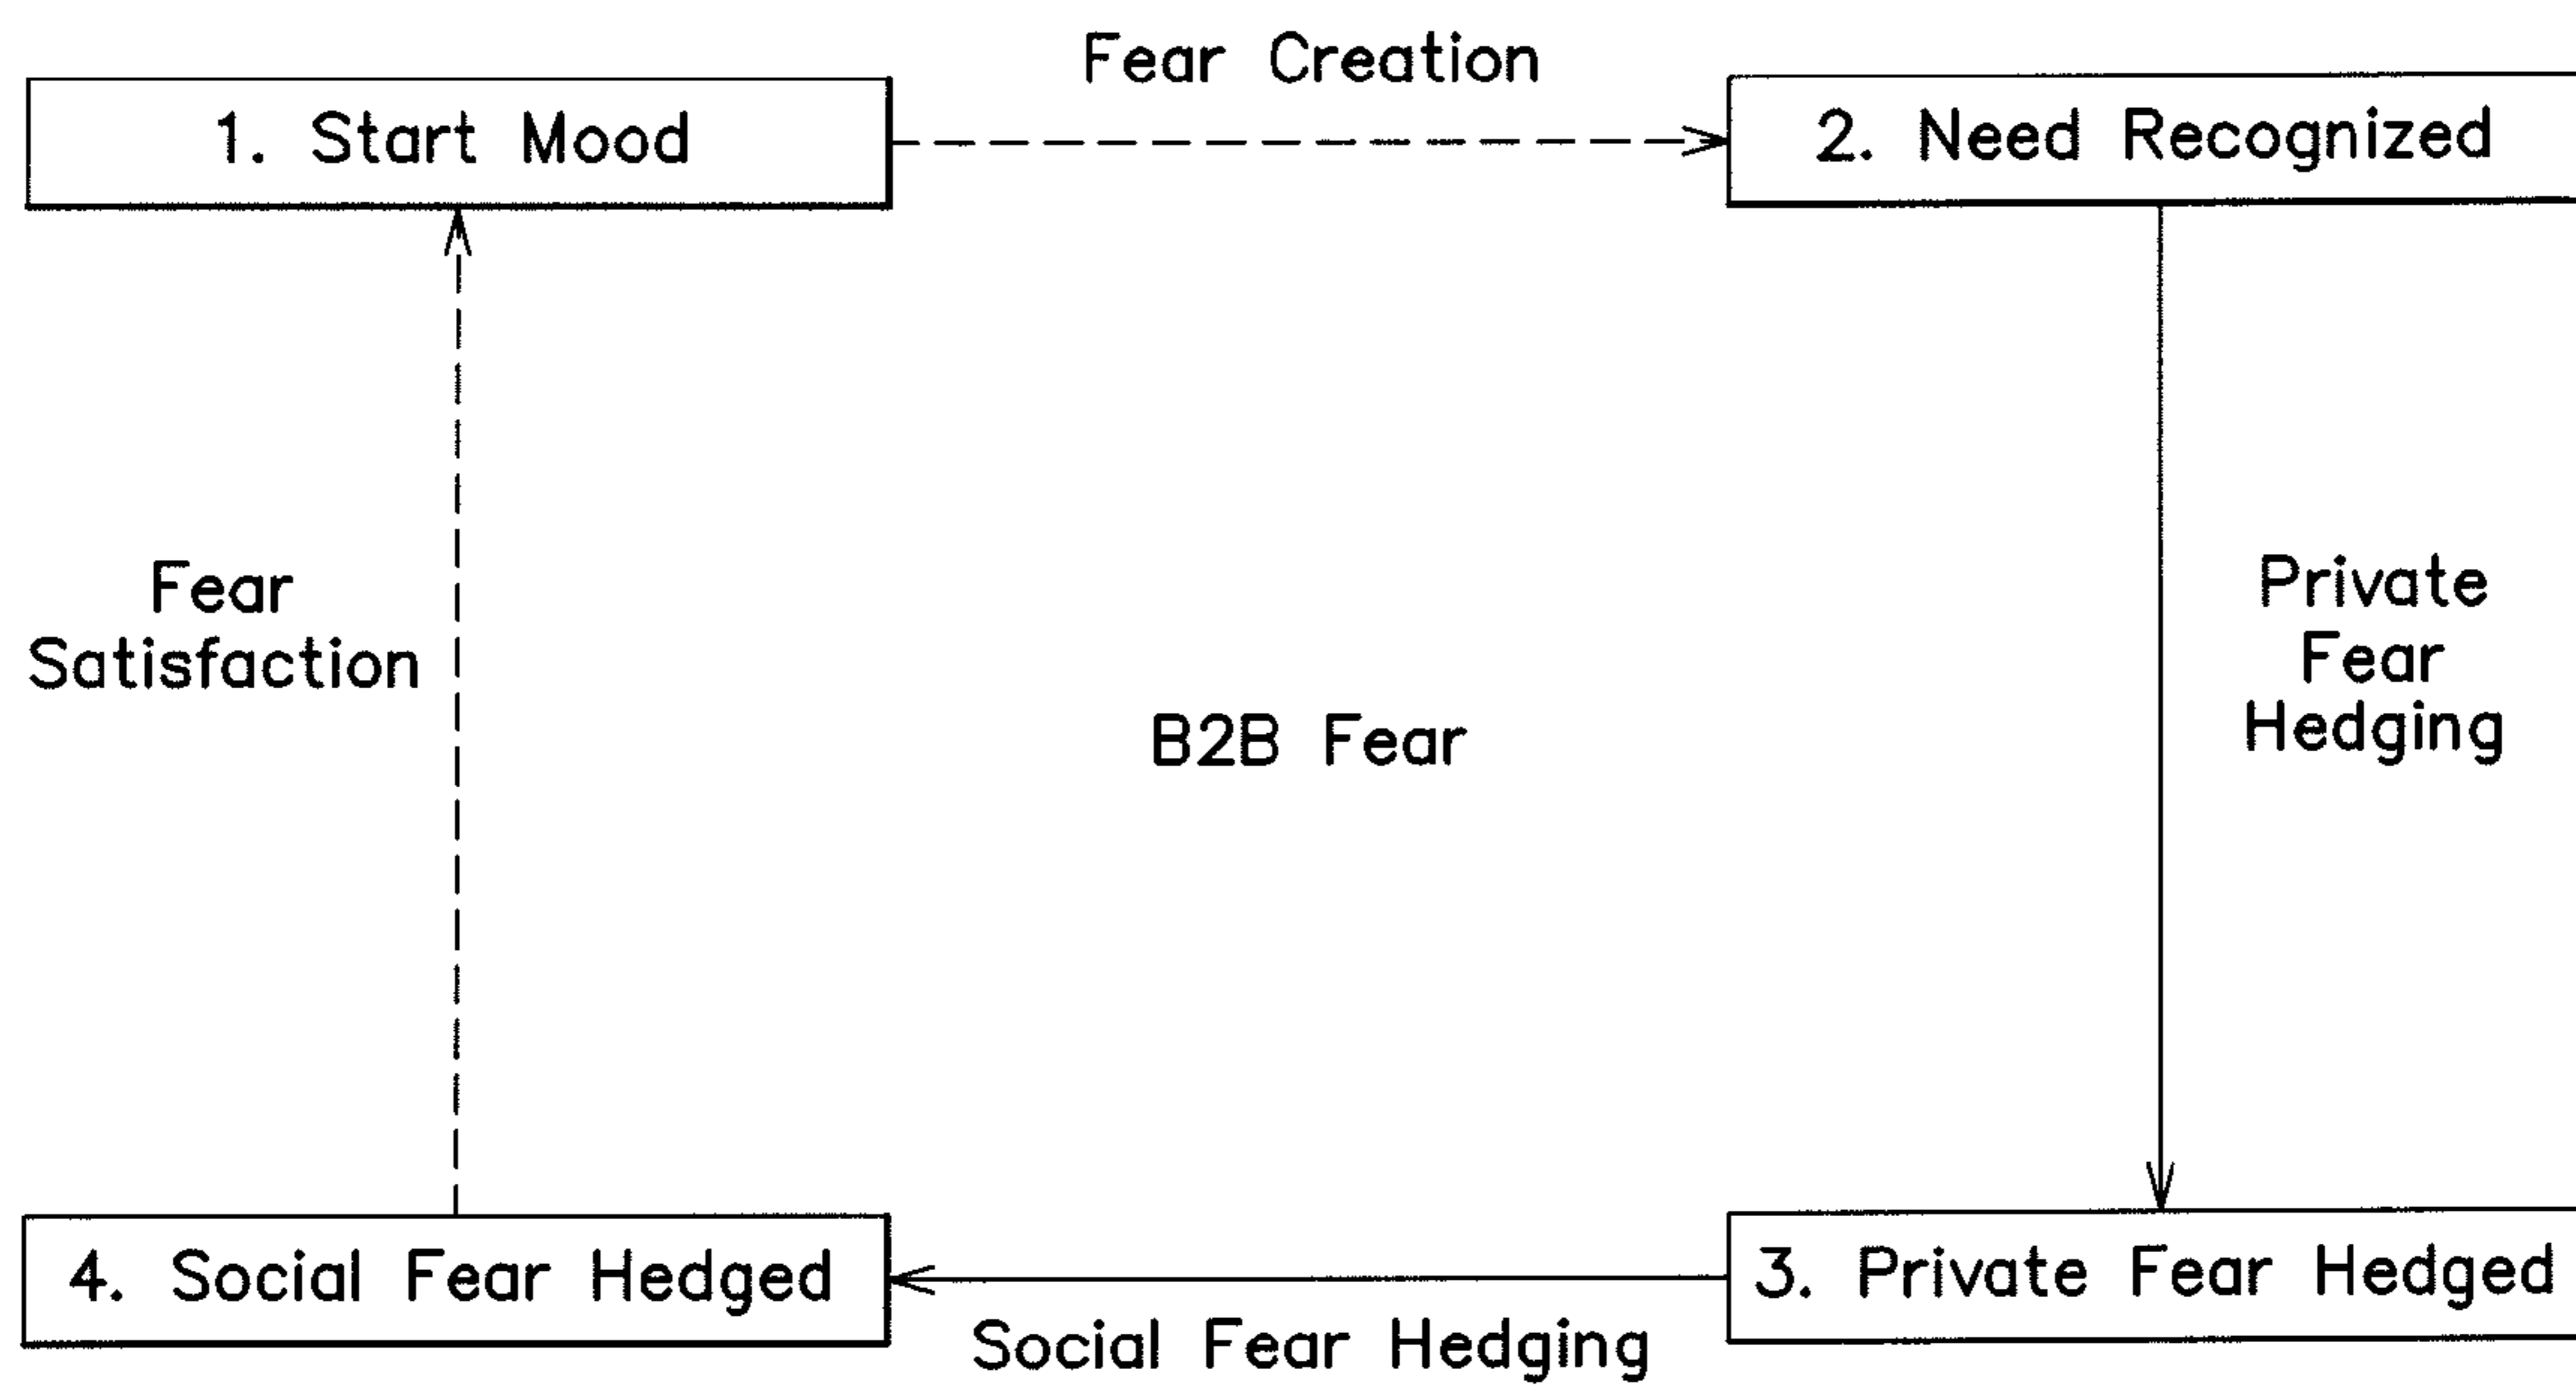 Fear Creation
1. Start Mood
2. Need Recognized
Fear
Satisfaction
B2B Fear
Private
Fear
Hedging
4. Social Fear Hedged
3. Private Fear Hedged
Social Fear Hedging